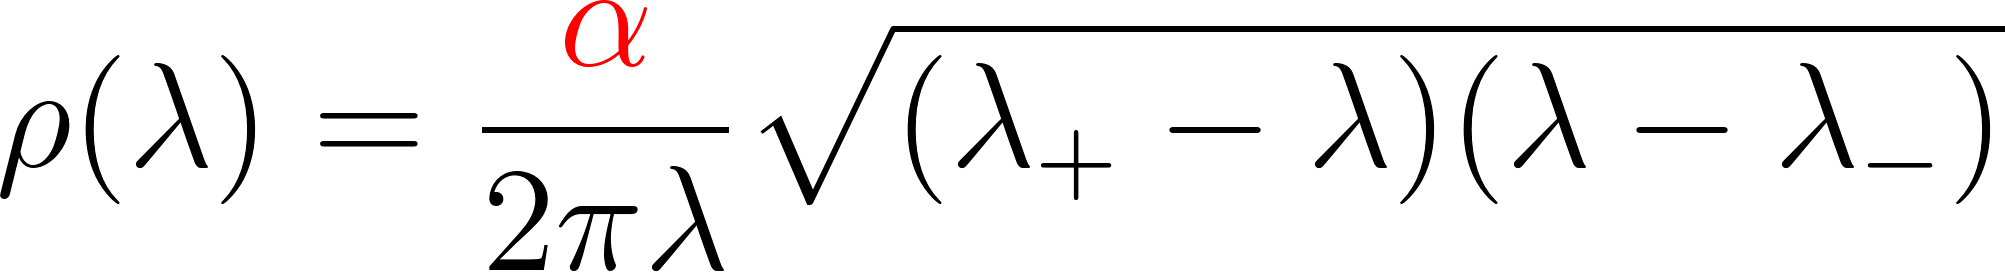 ρ(λ) = α/(2πλ) √((λ₊ − λ)(λ − λ₋))